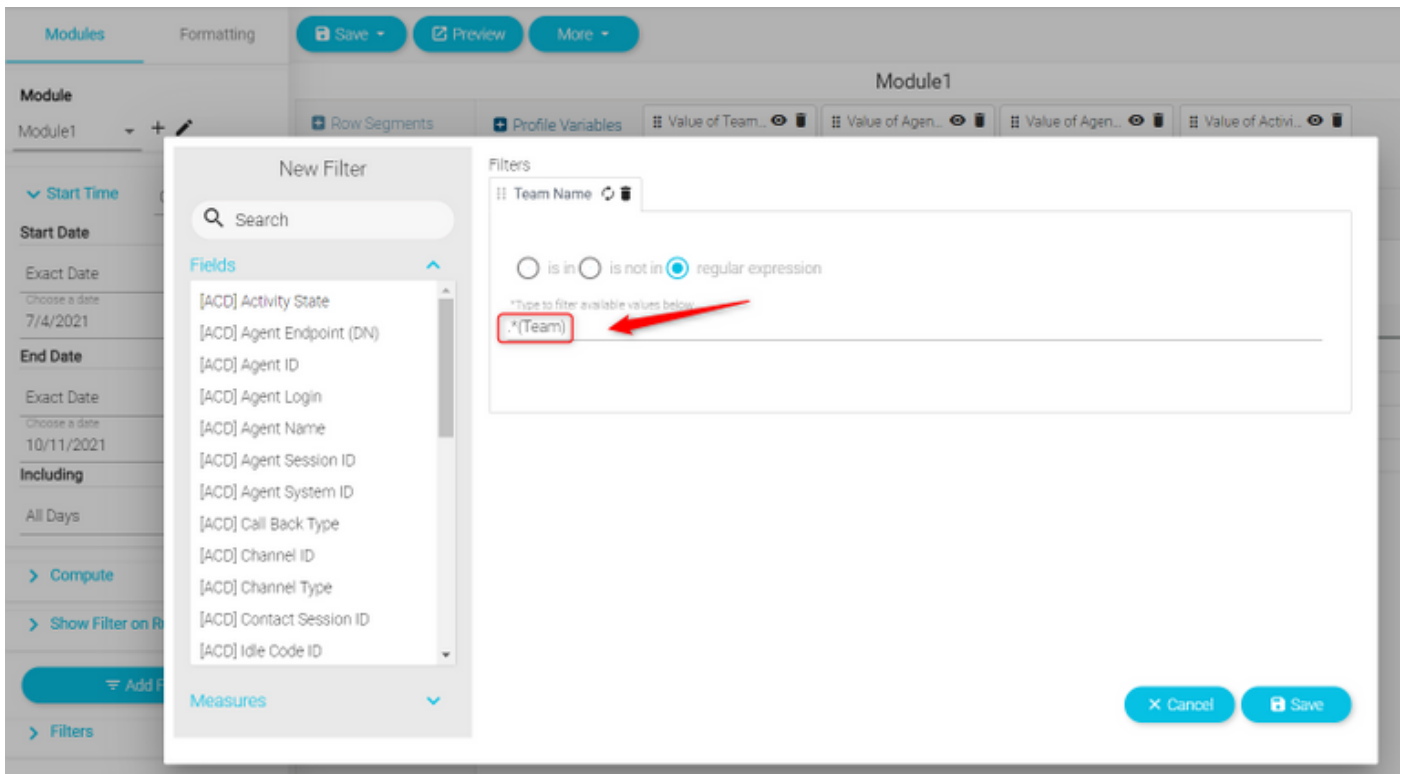 Modules Formatting Save Preview More
Module1
Module
Module1
Row Segments Profile Variables Value of Team... Value of Agen... Value of Agen... Value of Activi...
Start Time
Start Date
Exact Date
Choose a date
7/4/2021
End Date
Exact Date
Choose a date
10/11/2021
Including
All Days
Compute
Show Filter on R
Add F
Filters
New Filter
Search
Fields
[ACD] Activity State
[ACD] Agent Endpoint (DN)
[ACD] Agent ID
[ACD] Agent Login
[ACD] Agent Name
[ACD] Agent Session ID
[ACD] Agent System ID
[ACD] Call Back Type
[ACD] Channel ID
[ACD] Channel Type
[ACD] Contact Session ID
[ACD] Idle Code ID
Measures
Filters
Team Name
is in is not in regular expression
*Type to filter available values below
.*(Team)
Cancel Save